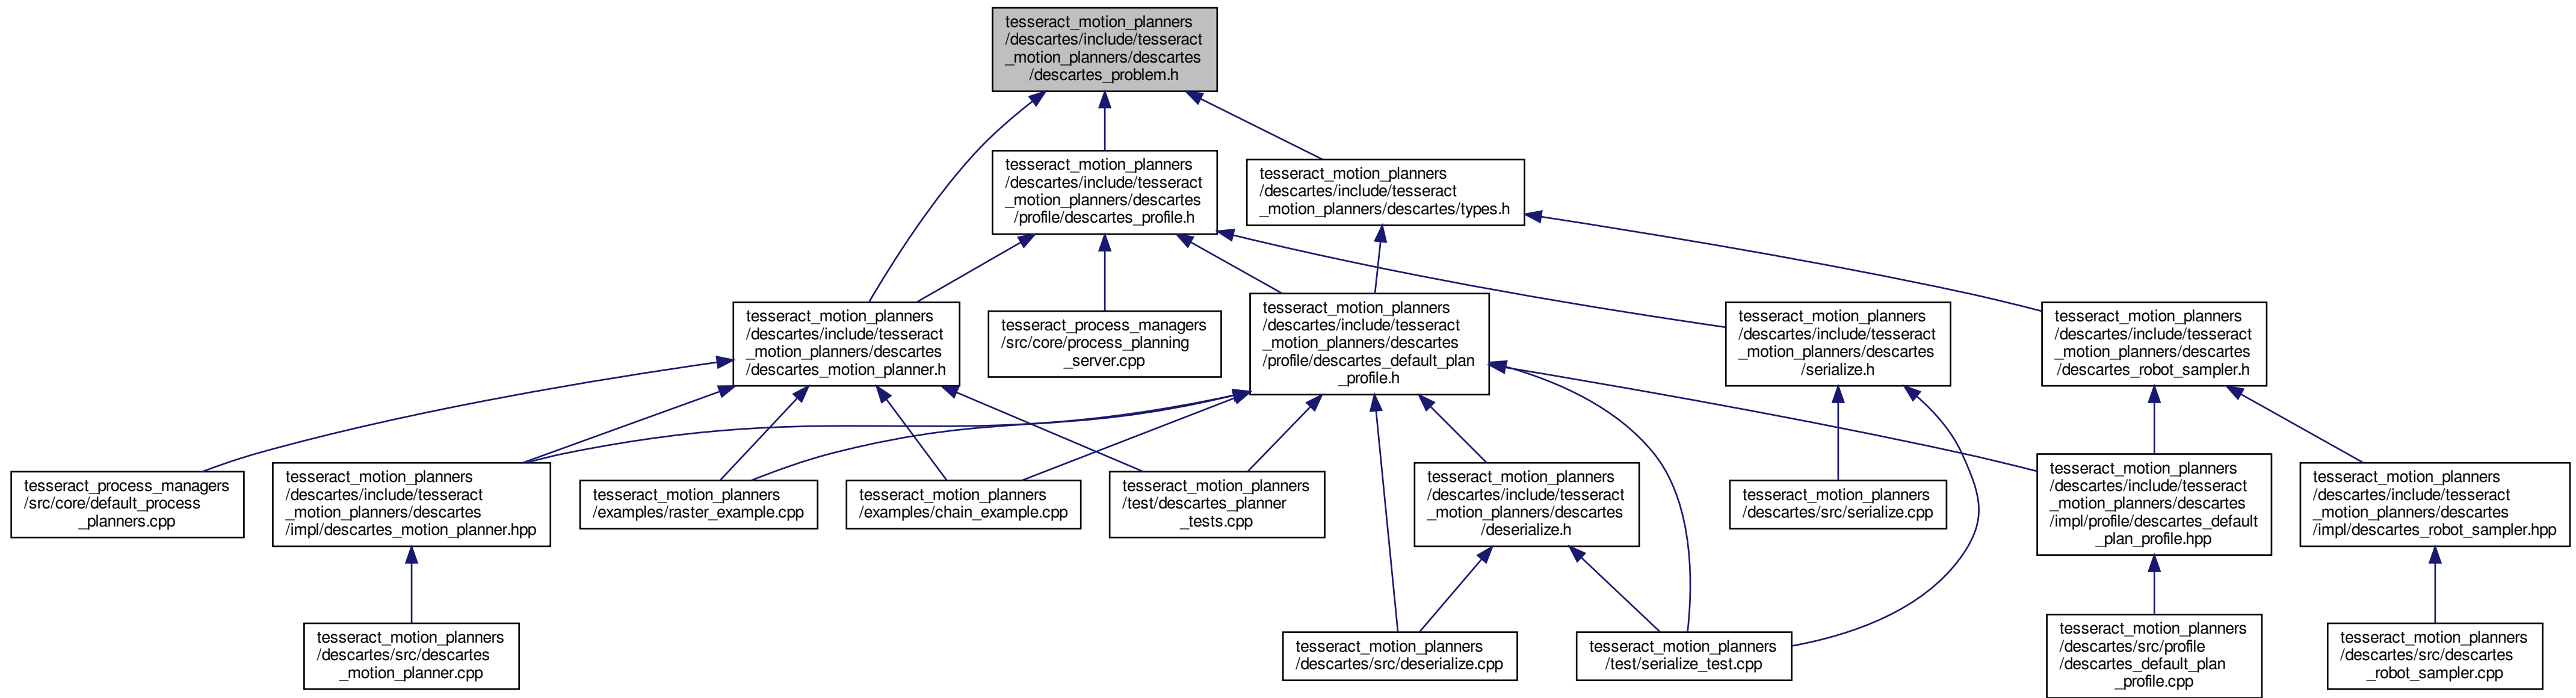 tesseract_motion_planners
/descartes/include/tesseract
_motion_planners/descartes
/descartes_problem.h
tesseract_motion_planners
/descartes/include/tesseract
_motion_planners/descartes
/profile/descartes_profile.h
tesseract_motion_planners
/descartes/include/tesseract
_motion_planners/descartes/types.h
tesseract_motion_planners
/descartes/include/tesseract
_motion_planners/descartes
/descartes_motion_planner.h
tesseract_process_managers
/src/core/process_planning
_server.cpp
tesseract_motion_planners
/descartes/include/tesseract
_motion_planners/descartes
/profile/descartes_default_plan
_profile.h
tesseract_motion_planners
/descartes/include/tesseract
_motion_planners/descartes
/serialize.h
tesseract_motion_planners
/descartes/include/tesseract
_motion_planners/descartes
/descartes_robot_sampler.h
tesseract_process_managers
/src/core/default_process
_planners.cpp
tesseract_motion_planners
/descartes/include/tesseract
_motion_planners/descartes
/impl/descartes_motion_planner.hpp
tesseract_motion_planners
/examples/raster_example.cpp
tesseract_motion_planners
/examples/chain_example.cpp
tesseract_motion_planners
/test/descartes_planner
_tests.cpp
tesseract_motion_planners
/descartes/include/tesseract
_motion_planners/descartes
/deserialize.h
tesseract_motion_planners
/descartes/src/serialize.cpp
tesseract_motion_planners
/descartes/include/tesseract
_motion_planners/descartes
/impl/profile/descartes_default
_plan_profile.hpp
tesseract_motion_planners
/descartes/include/tesseract
_motion_planners/descartes
/impl/descartes_robot_sampler.hpp
tesseract_motion_planners
/descartes/src/descartes
_motion_planner.cpp
tesseract_motion_planners
/descartes/src/deserialize.cpp
tesseract_motion_planners
/test/serialize_test.cpp
tesseract_motion_planners
/descartes/src/profile
/descartes_default_plan
_profile.cpp
tesseract_motion_planners
/descartes/src/descartes
_robot_sampler.cpp